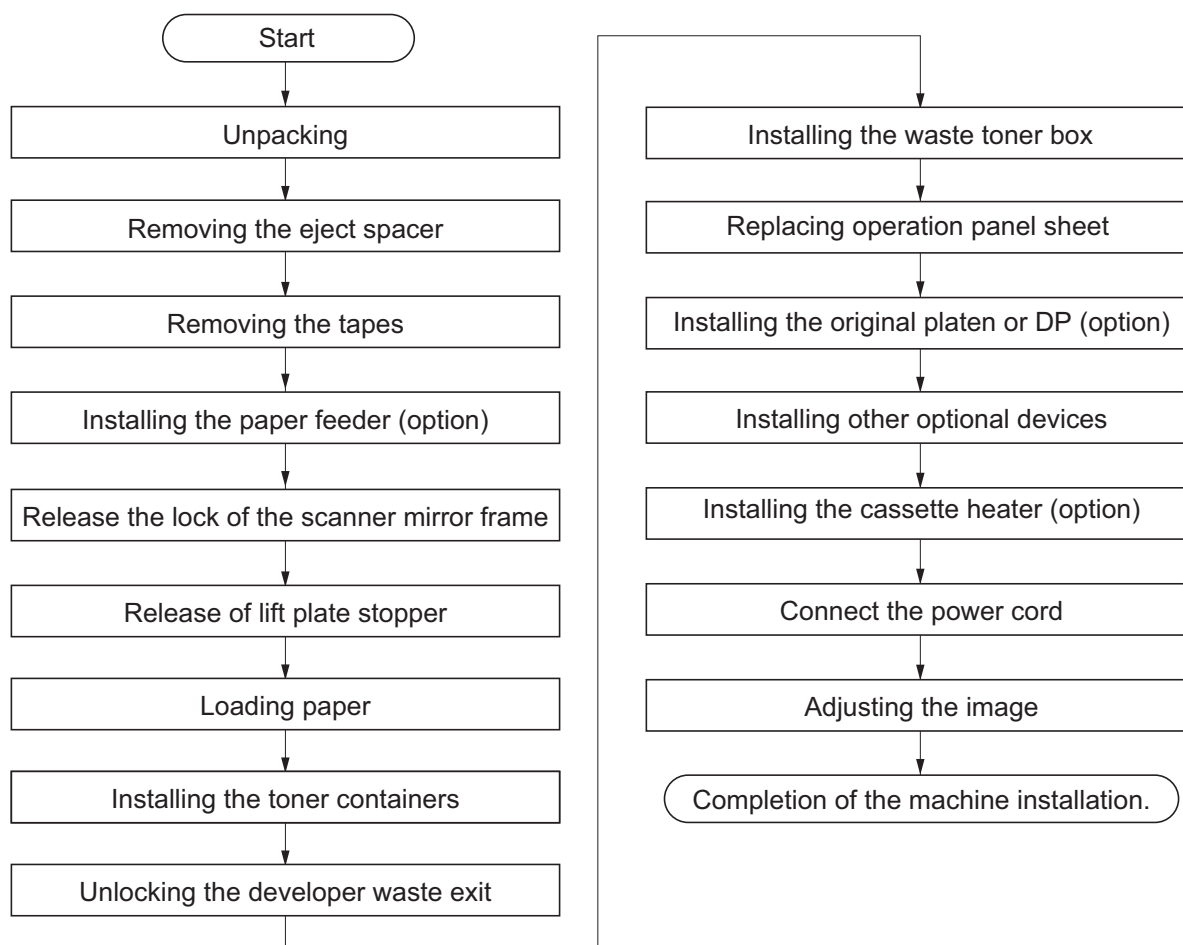 Start
Unpacking
Removing the eject spacer
Removing the tapes
Installing the paper feeder (option)
Release the lock of the scanner mirror frame
Release of lift plate stopper
Loading paper
Installing the toner containers
Unlocking the developer waste exit
Installing the waste toner box
Replacing operation panel sheet
Installing the original platen or DP (option)
Installing other optional devices
Installing the cassette heater (option)
Connect the power cord
Adjusting the image
Completion of the machine installation.